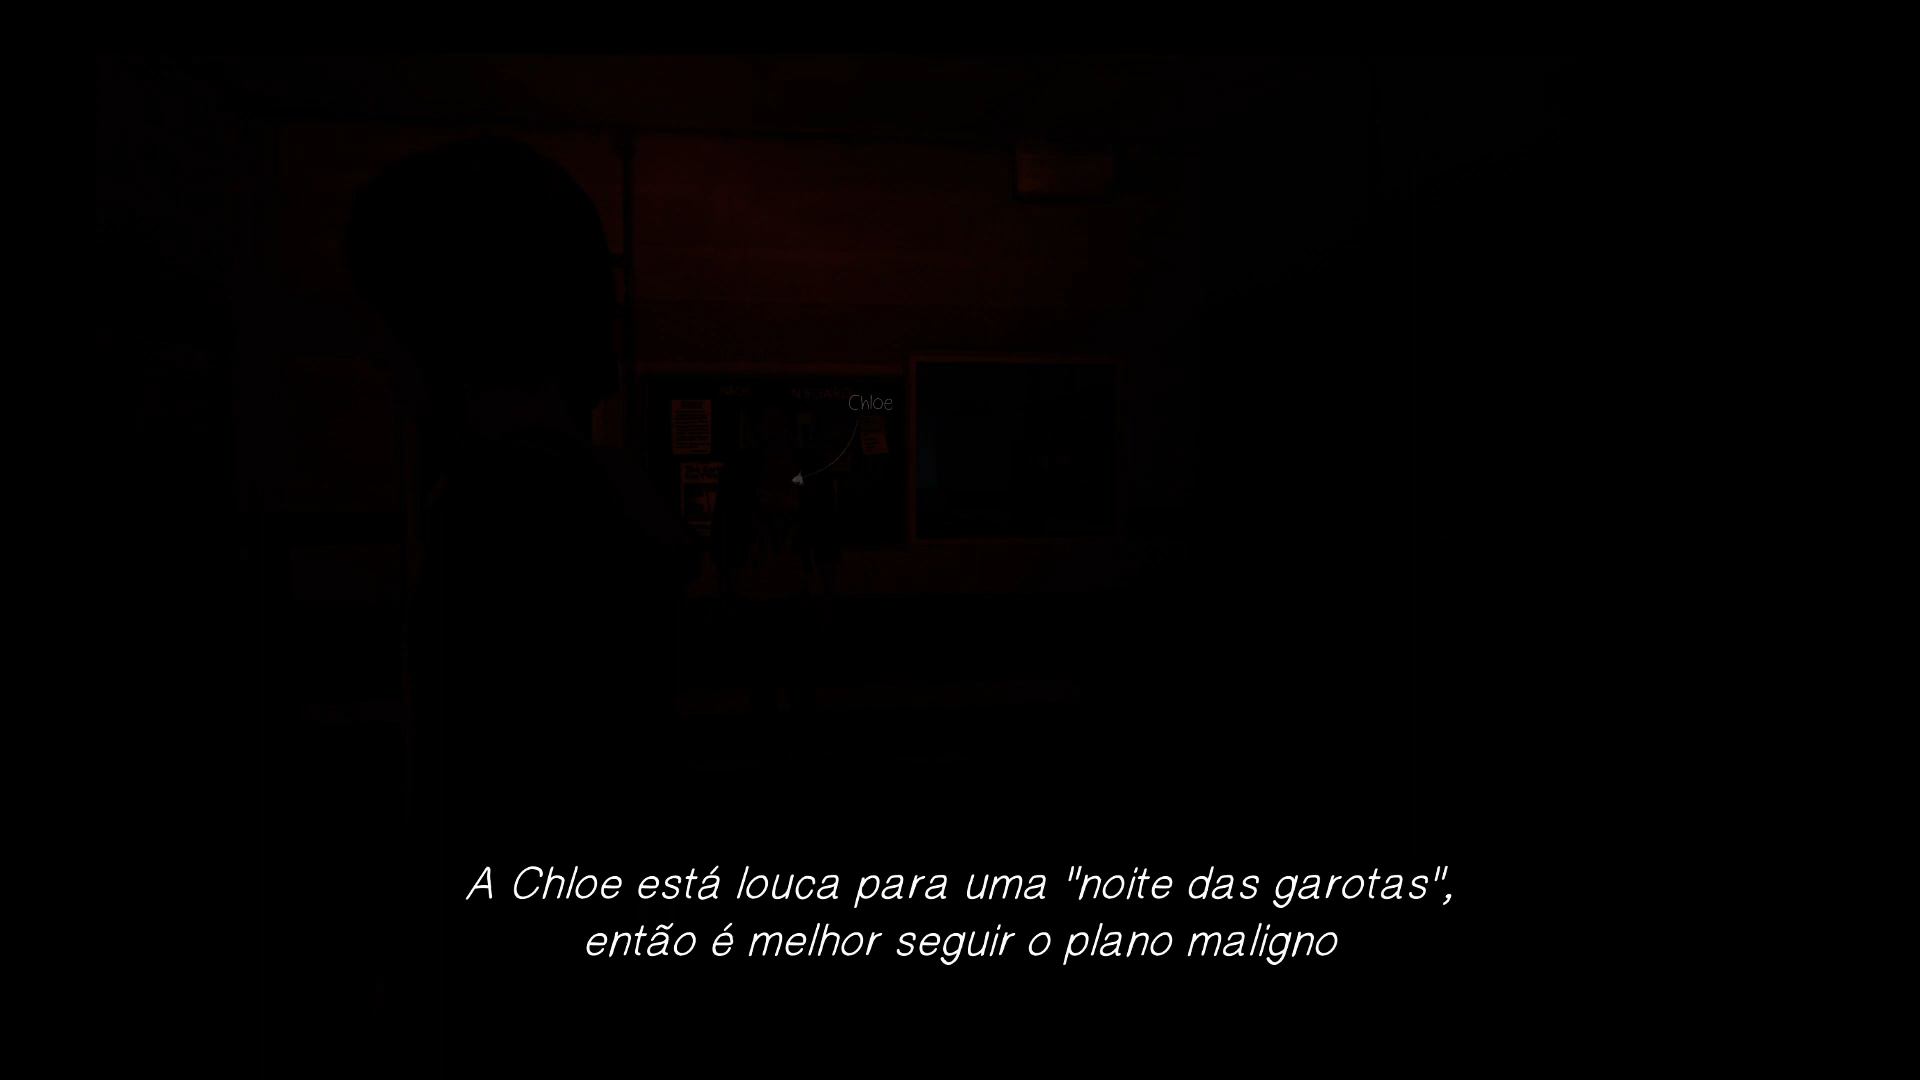 Chloe
A Chloe está louca para uma "noite das garotas",
então é melhor seguir o plano maligno